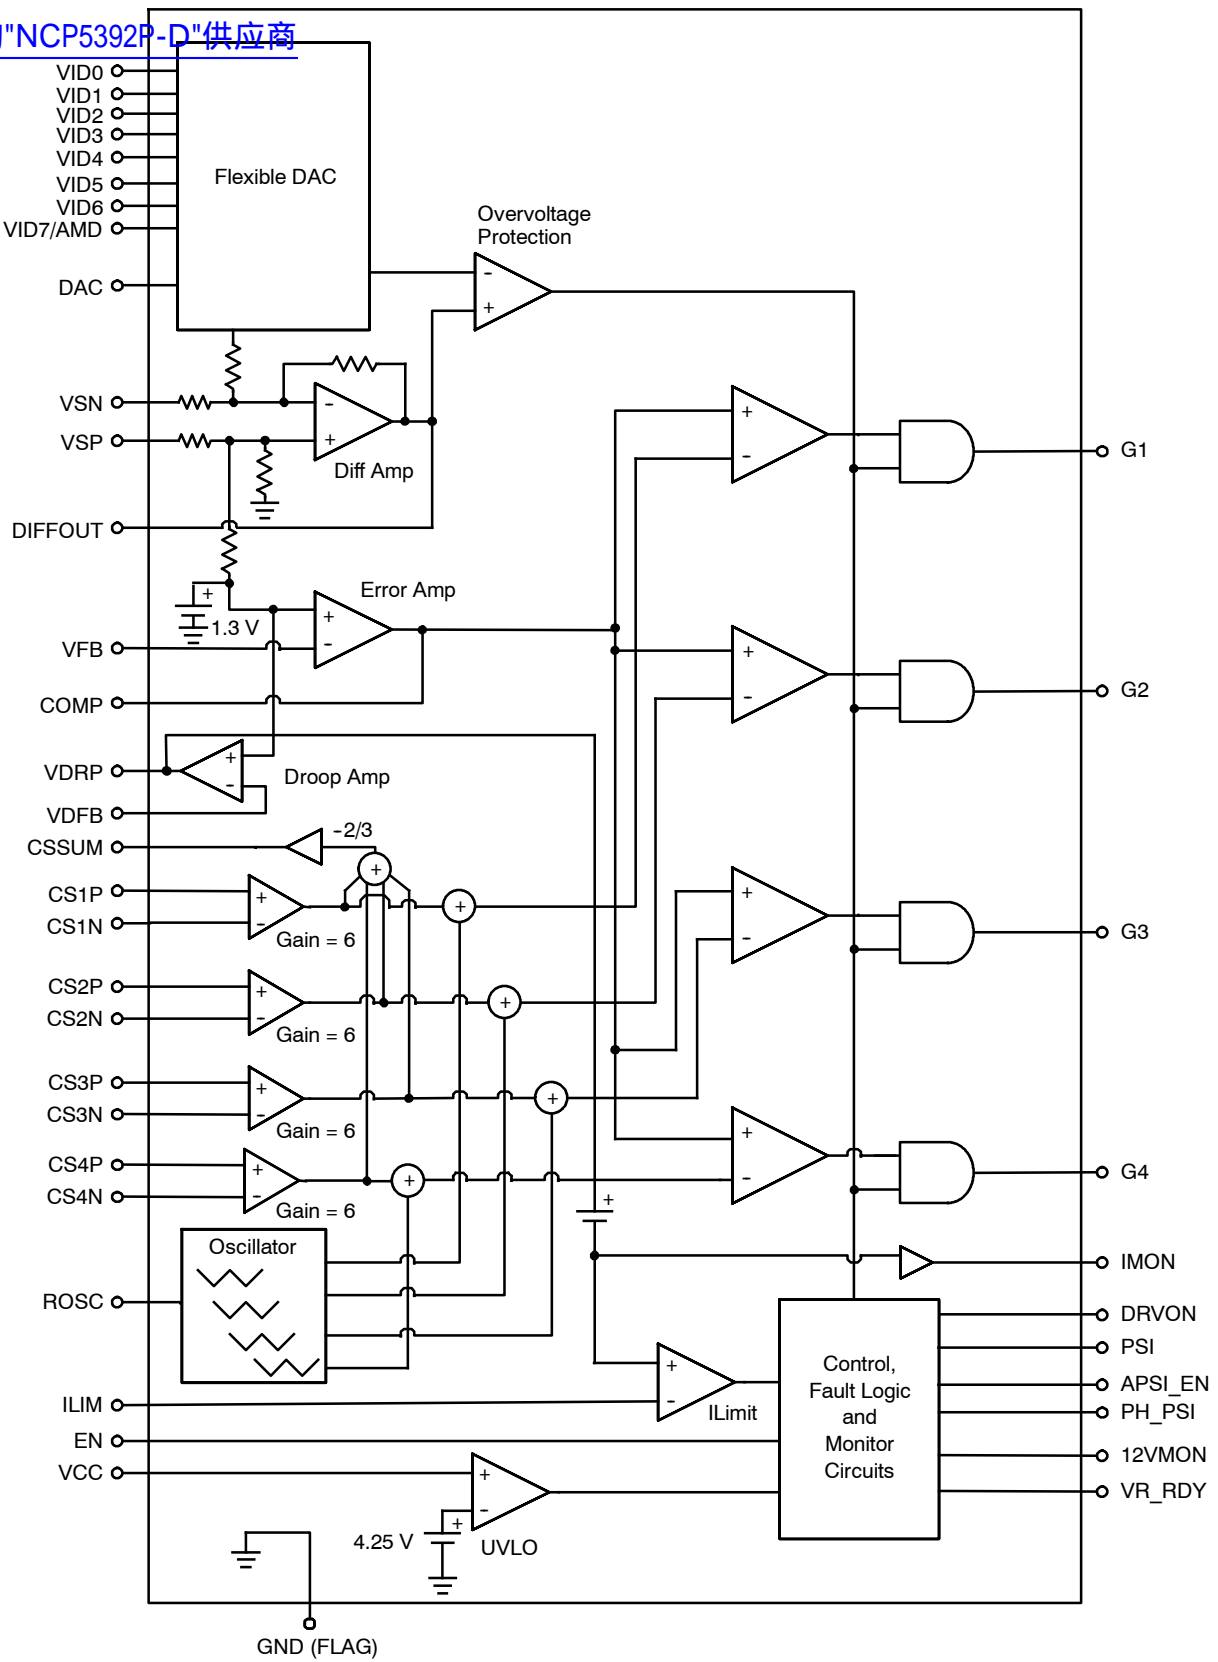 "NCP5392P-D"供应商
VID0
VID1
VID2
VID3
VID4
VID5
VID6
VID7/AMD
DAC
Flexible DAC
Overvoltage
Protection
-
+
VSN
VSP
-
+
Diff Amp
DIFFOUT
+
1.3 V
Error Amp
+
-
VFB
COMP
VDRP
VDFB
+
-
Droop Amp
CSSUM
-2/3
+
CS1P
CS1N
+
-
Gain = 6
+
CS2P
CS2N
+
-
Gain = 6
+
CS3P
CS3N
+
-
Gain = 6
+
CS4P
CS4N
+
-
Gain = 6
+
Oscillator
ROSC
+
-
G1
+
-
G2
+
-
G3
+
-
G4
+
IMON
ILIM
+
-
ILimit
EN
VCC
+
-
+
4.25 V
UVLO
Control,
Fault Logic
and
Monitor
Circuits
DRVON
PSI
APSI_EN
PH_PSI
12VMON
VR_RDY
GND (FLAG)